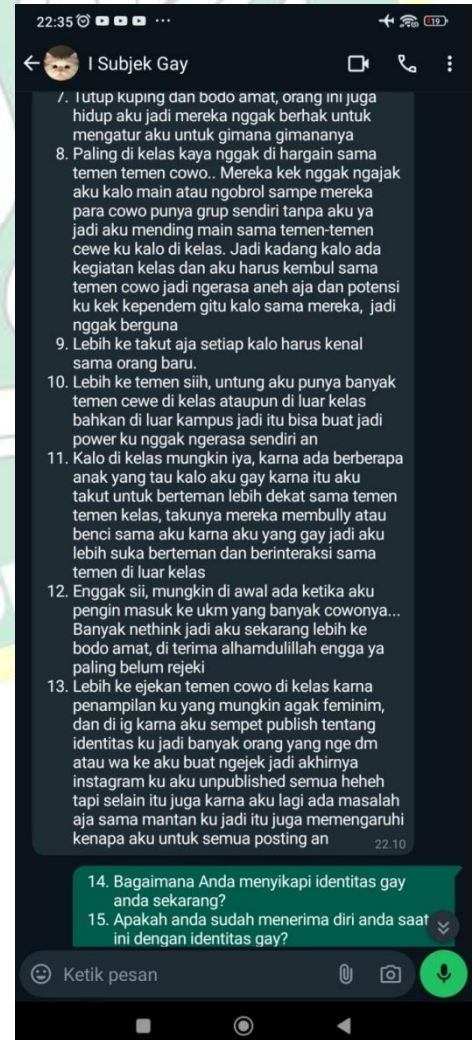 22:35
19
I Subjek Gay
7. Tutup kuping dan bodo amat, orang ini juga
hidup aku jadi mereka nggak berhak untuk
mengatur aku untuk gimana gimananya
8. Paling di kelas kaya nggak di hargain sama
temen temen cowo.. Mereka kek nggak ngajak
aku kalo main atau ngobrol sampe mereka
para cowo punya grup sendiri tanpa aku ya
jadi aku mending main sama temen-temen
cewe ku kalo di kelas. Jadi kadang kalo ada
kegiatan kelas dan aku harus kembul sama
temen cowo jadi ngerasa aneh aja dan potensi
ku kek kependem gitu kalo sama mereka, jadi
nggak berguna
9. Lebih ke takut aja setiap kalo harus kenal
sama orang baru.
10. Lebih ke temen siih, untung aku punya banyak
temen cewe di kelas ataupun di luar kelas
bahkan di luar kampus jadi itu bisa buat jadi
power ku nggak ngerasa sendiri an
11. Kalo di kelas mungkin iya, karna ada berberapa
anak yang tau kalo aku gay karna itu aku
takut untuk berteman lebih dekat sama temen
temen kelas, takunya mereka membully atau
benci sama aku karna aku yang gay jadi aku
lebih suka berteman dan berinteraksi sama
temen di luar kelas
12. Enggak sii, mungkin di awal ada ketika aku
pengin masuk ke ukm yang banyak cowonya...
Banyak nethink jadi aku sekarang lebih ke
bodo amat, di terima alhamdulillah engga ya
paling belum rejeki
13. Lebih ke ejekan temen cowo di kelas karna
penampilan ku yang mungkin agak feminim,
dan di ig karna aku sempet publish tentang
identitas ku jadi banyak orang yang nge dm
atau wa ke aku buat ngejek jadi akhirnya
instagram ku aku unpublished semua heheh
tapi selain itu juga karna aku lagi ada masalah
aja sama mantan ku jadi itu juga memengaruhi
kenapa aku untuk semua posting an
22.10
14. Bagaimana Anda menyikapi identitas gay
anda sekarang?
15. Apakah anda sudah menerima diri anda saat
ini dengan identitas gay?
Ketik pesan